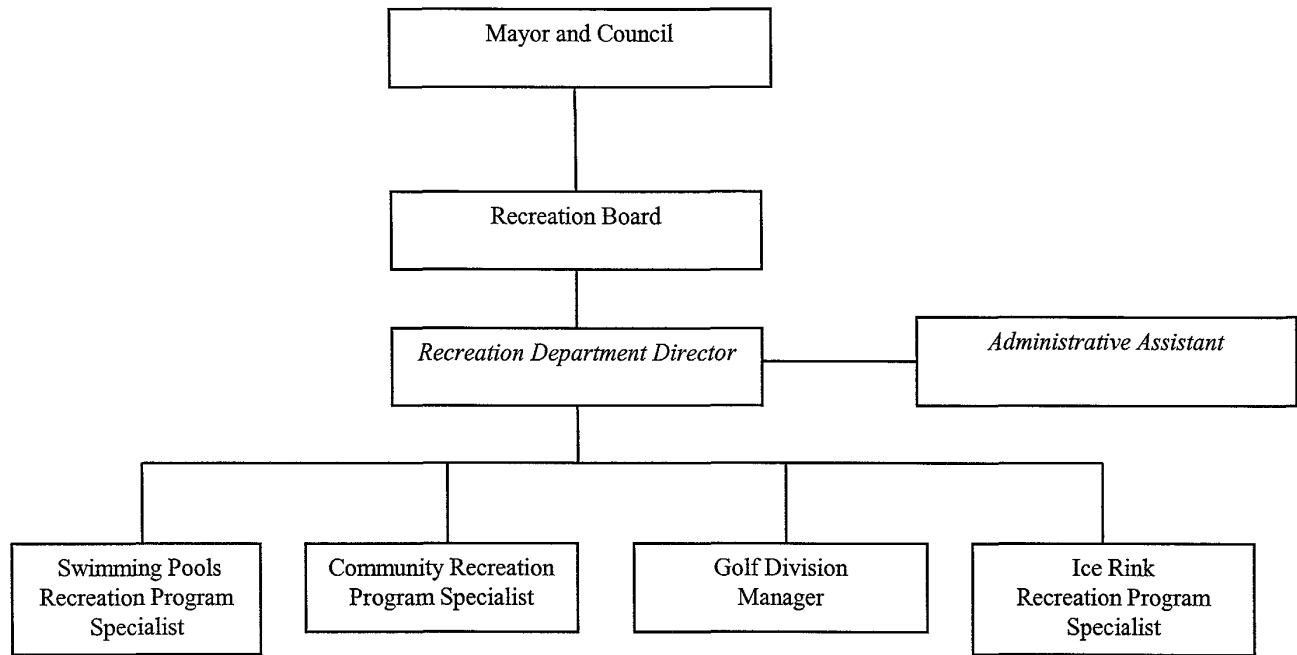 Mayor and Council
Recreation Board
Recreation Department Director
Administrative Assistant
Swimming Pools
Recreation Program
Specialist
Community Recreation
Program Specialist
Golf Division
Manager
Ice Rink
Recreation Program
Specialist